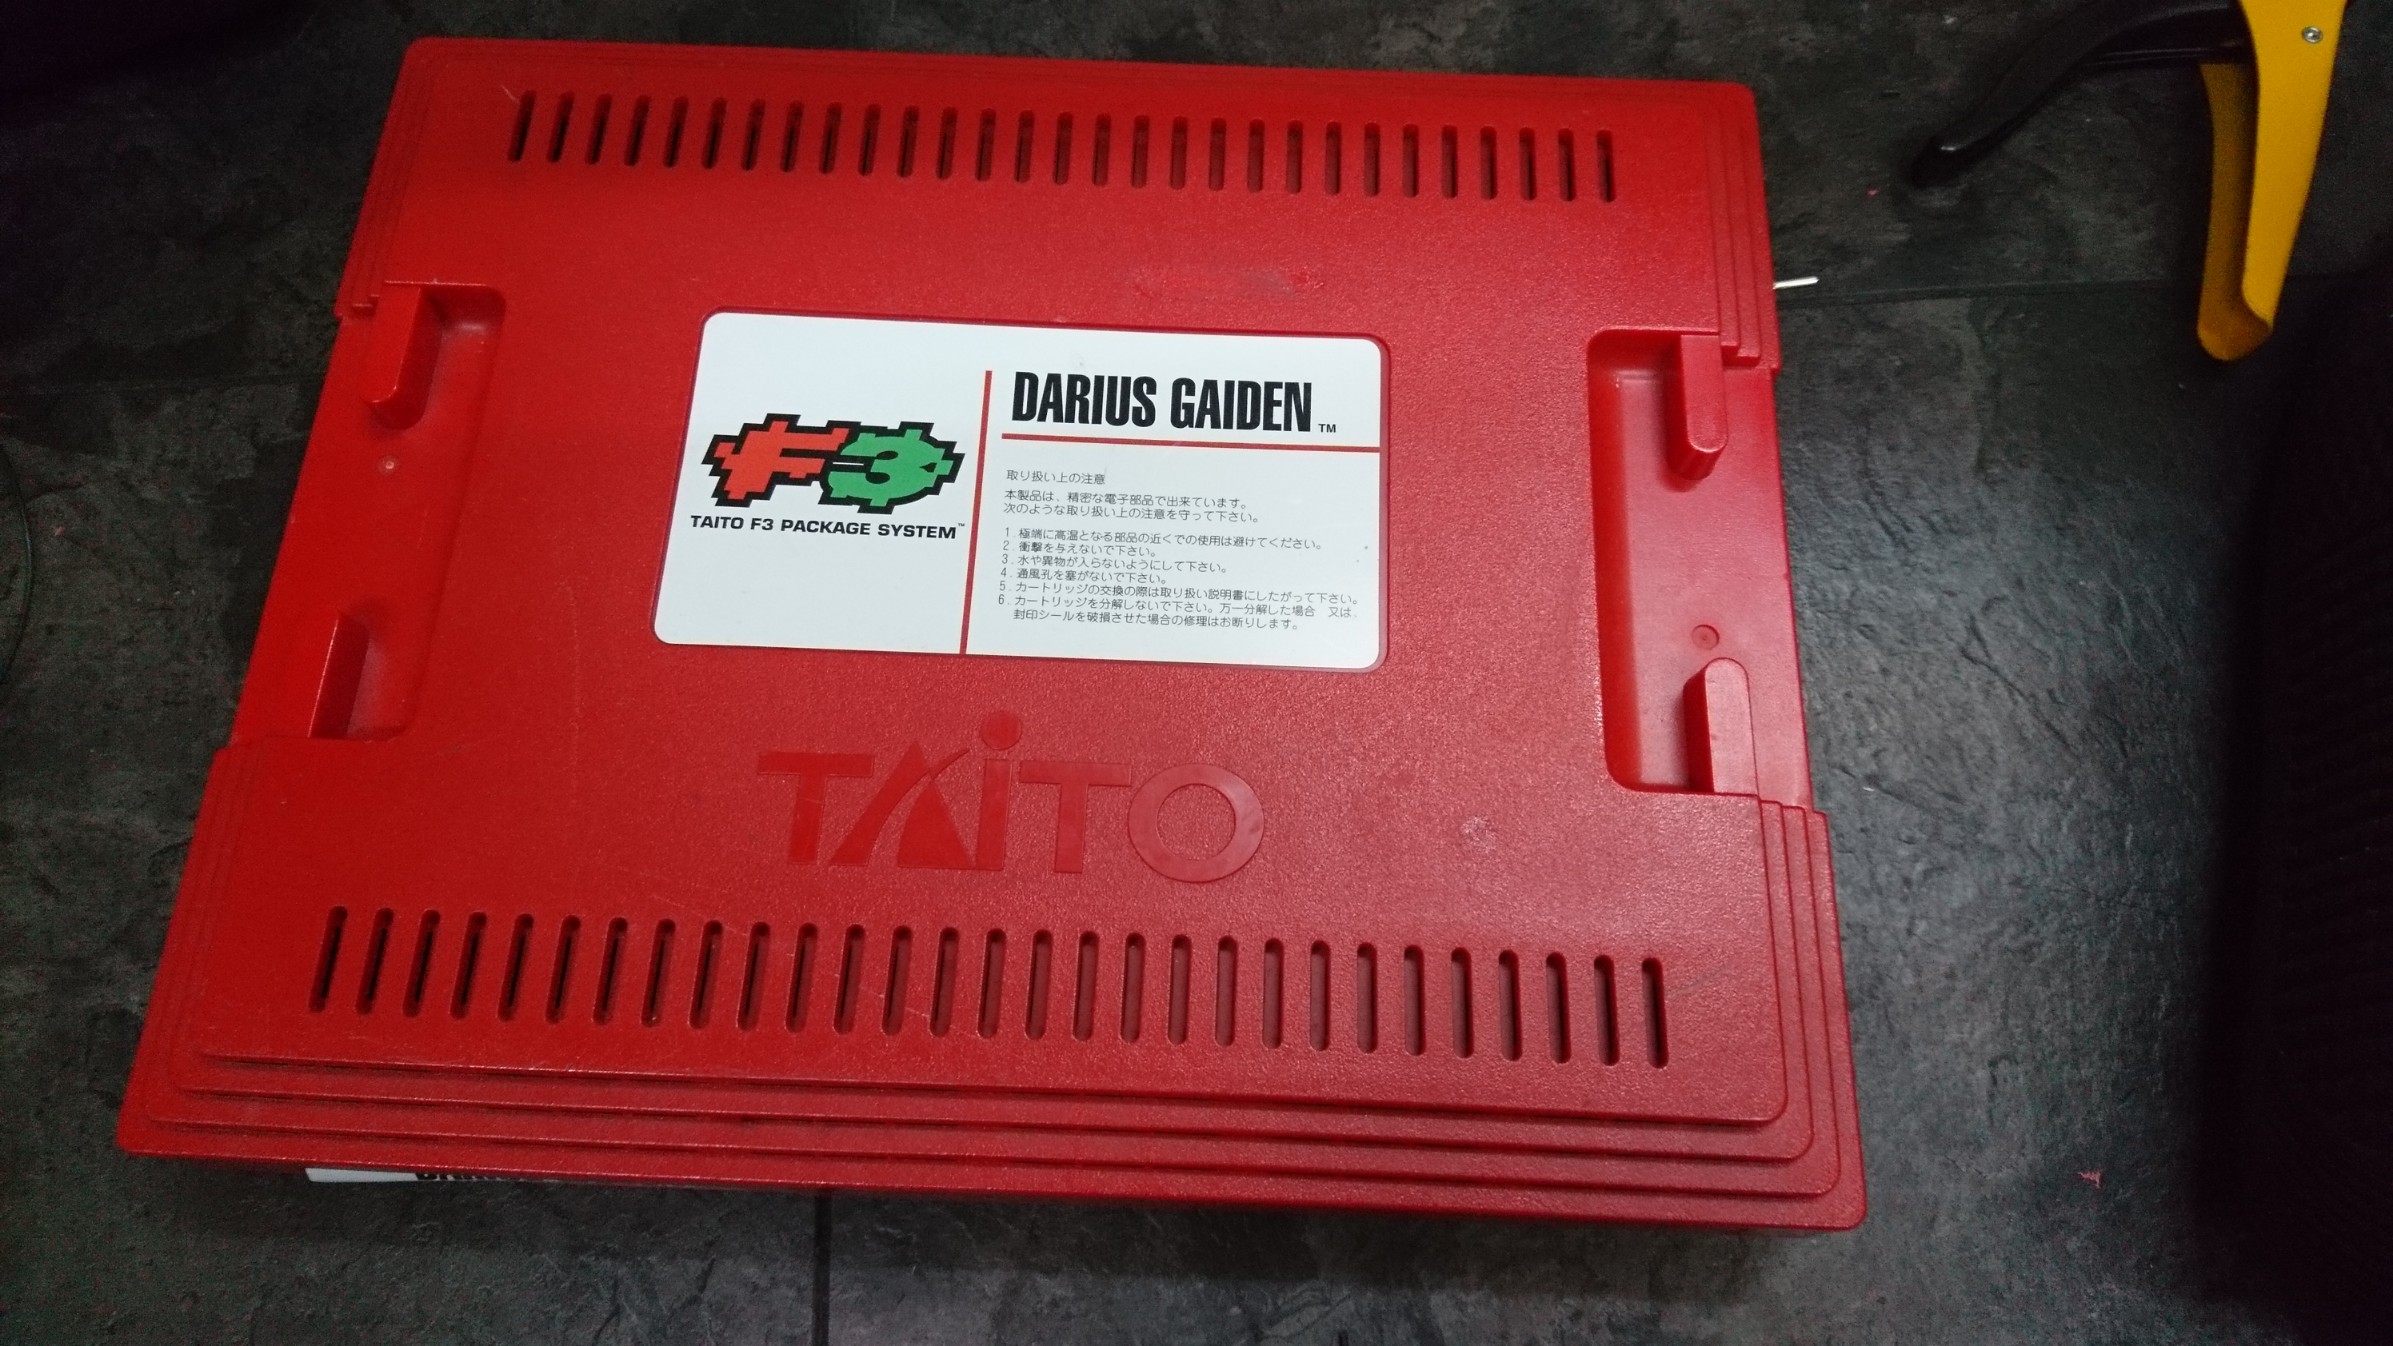 DARIUS GAIDEN TM
F3
TAITO F3 PACKAGE SYSTEM™
取り扱い上の注意
本製品は、精密な電子部品で出来ています。
次のような取り扱い上の注意を守って下さい。
1. 極端に高温となる部品の近くでの使用は避けてください。
2. 衝撃を与えないで下さい。
3. 水や異物が入らないようにして下さい。
4. 通風孔を塞がないで下さい。
5. カートリッジの交換の際は取り扱い説明書にしたがって下さい。
6. カートリッジを分解しないで下さい。万一分解した場合 又は、
封印シールを破損させた場合の修理はお断りします。
TAITO